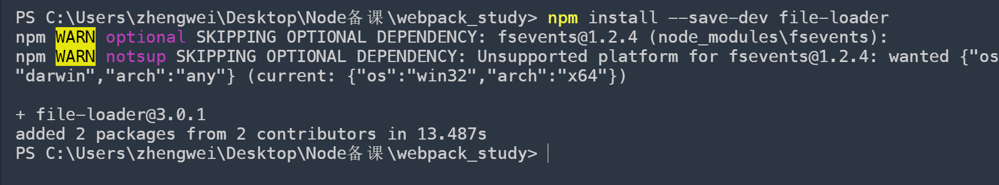 PS C:\Users\zhengwei\Desktop\Node备课\webpack_study> npm install --save-dev file-loader
npm WARN optional SKIPPING OPTIONAL DEPENDENCY: fsevents@1.2.4 (node_modules\fsevents):
npm WARN notsup SKIPPING OPTIONAL DEPENDENCY: Unsupported platform for fsevents@1.2.4: wanted {"os
"darwin","arch":"any"} (current: {"os":"win32","arch":"x64"})
+ file-loader@3.0.1
added 2 packages from 2 contributors in 13.487s
PS C:\Users\zhengwei\Desktop\Node备课\webpack_study>